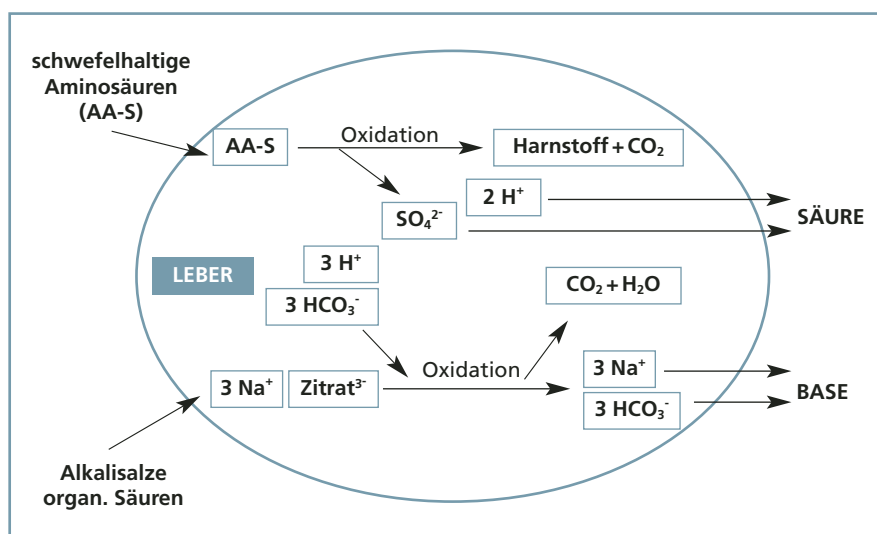 schwefelhaltige
Aminosäuren
(AA-S)
AA-S
Oxidation
Harnstoff + CO₂
2 H⁺
SO₄²⁻
SÄURE
3 H⁺
LEBER
3 HCO₃⁻
CO₂ + H₂O
3 Na⁺
Zitrat³⁻
Oxidation
3 Na⁺
3 HCO₃⁻
BASE
Alkalisalze
organ. Säuren